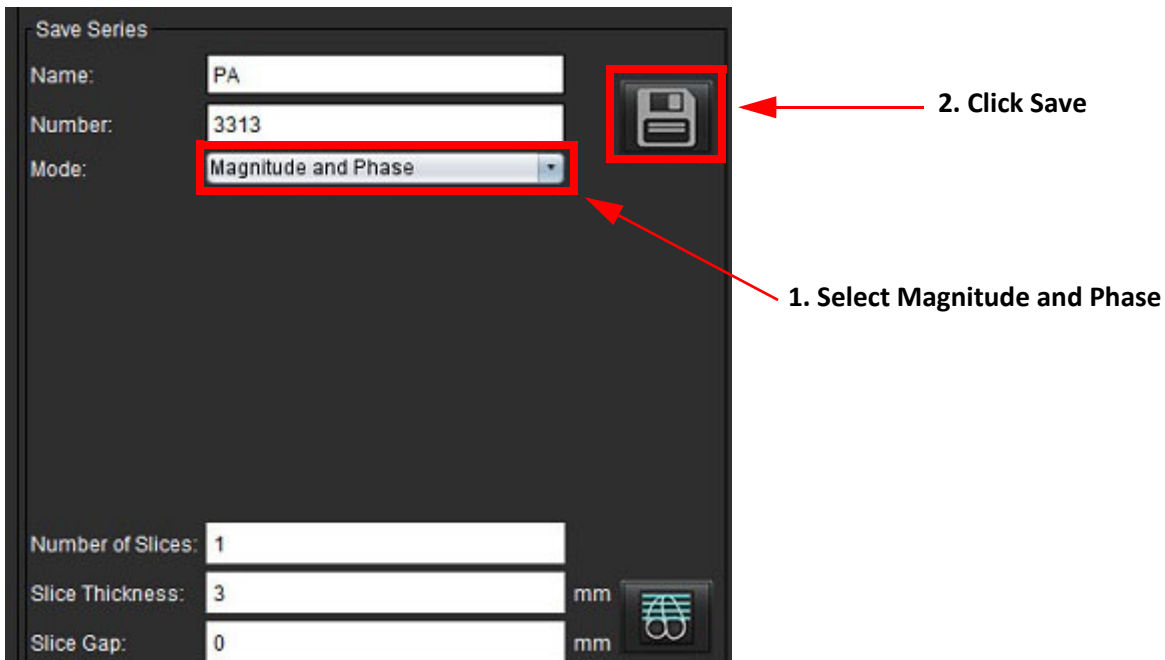 Save Series
Name: PA
2. Click Save
Number: 3313
Mode: Magnitude and Phase
1. Select Magnitude and Phase
Number of Slices: 1
Slice Thickness: 3 mm
Slice Gap: 0 mm